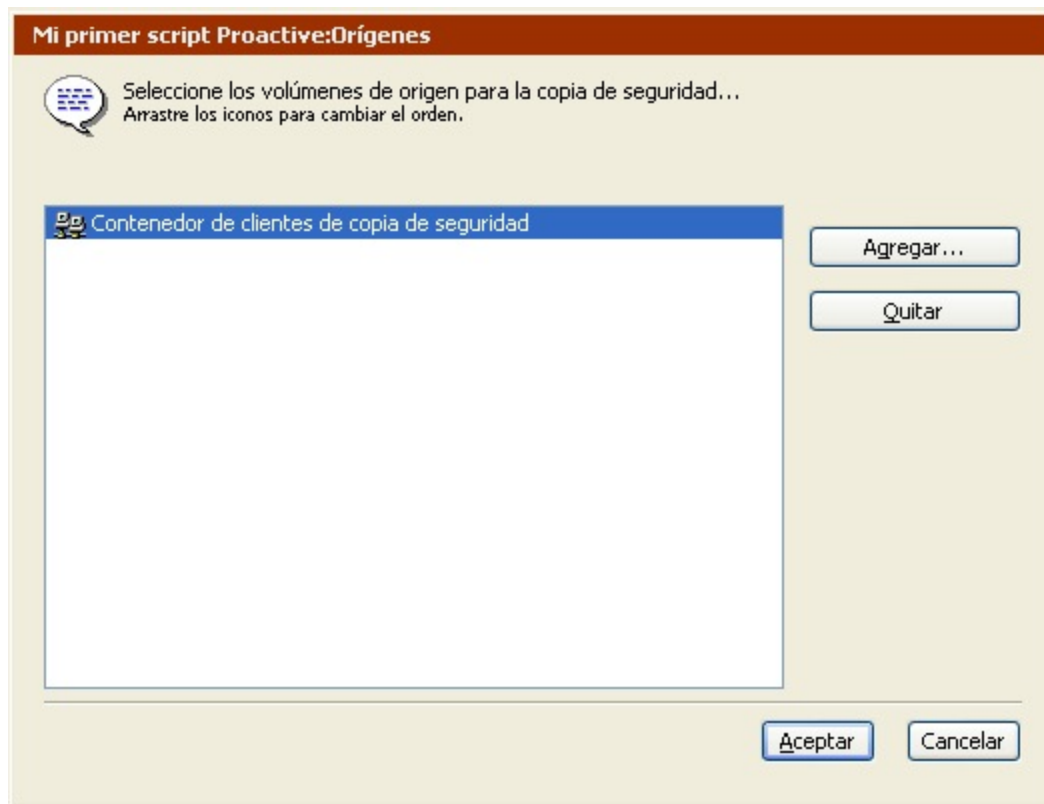 Mi primer script Proactive:Orígenes
Seleccione los volúmenes de origen para la copia de seguridad...
Arrastre los iconos para cambiar el orden.
Contenedor de clientes de copia de seguridad
Agregar...
Quitar
Aceptar
Cancelar